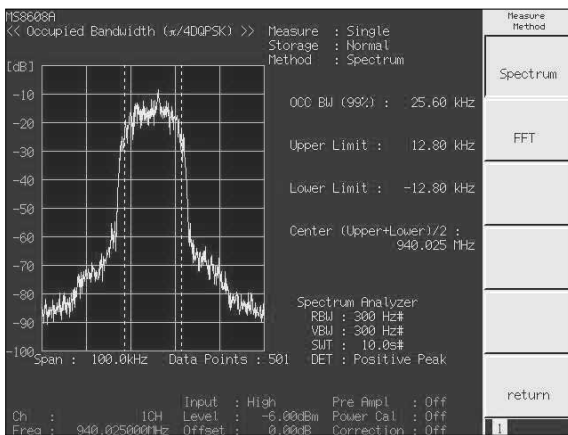 MS8608A
<< Occupied Bandwidth (π/4DQPSK) >>
Measure : Single
Storage : Normal
Method : Spectrum
[dB]
-10
-20
-30
-40
-50
-60
-70
-80
-90
-100
OCC BW (99%) : 25.60 kHz
Upper Limit : 12.80 kHz
Lower Limit : -12.80 kHz
Center (Upper+Lower)/2 :
940.025 MHz
Spectrum Analyzer
RBW : 300 Hz#
VBW : 300 Hz#
SWT : 10.0s#
DET : Positive Peak
Span : 100.0kHz Data Points : 501
Input : High Pre Ampl : Off
Ch : 1CH Level : -6.00dBm Power Cal : Off
Freq : 940.025000MHz Offset : 0.00dB Correction : Off
Measure
Method
Spectrum
FFT
return
1